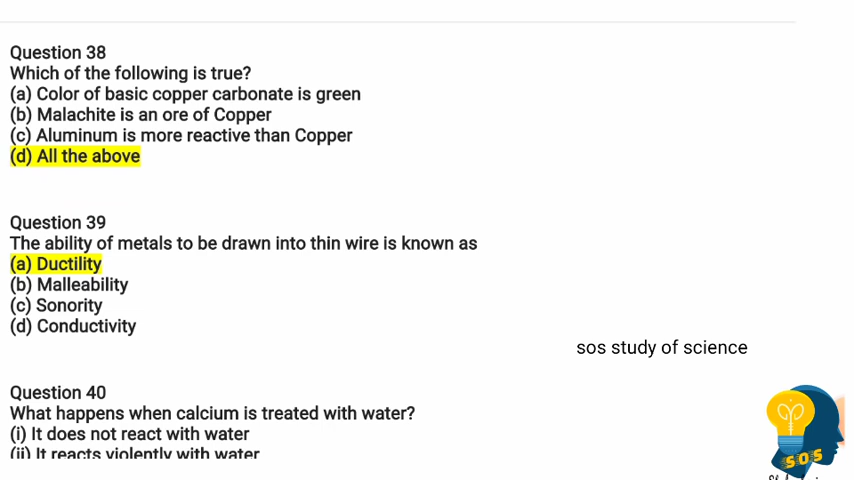 Question 38
Which of the following is true?
(a) Color of basic copper carbonate is green
(b) Malachite is an ore of Copper
(c) Aluminum is more reactive than Copper
(d) All the above
Question 39
The ability of metals to be drawn into thin wire is known as
(a) Ductility
(b) Malleability
(c) Sonority
(d) Conductivity
sos study of science
Question 40
What happens when calcium is treated with water?
(i) It does not react with water
(ii) It reacts violently with water
SOS